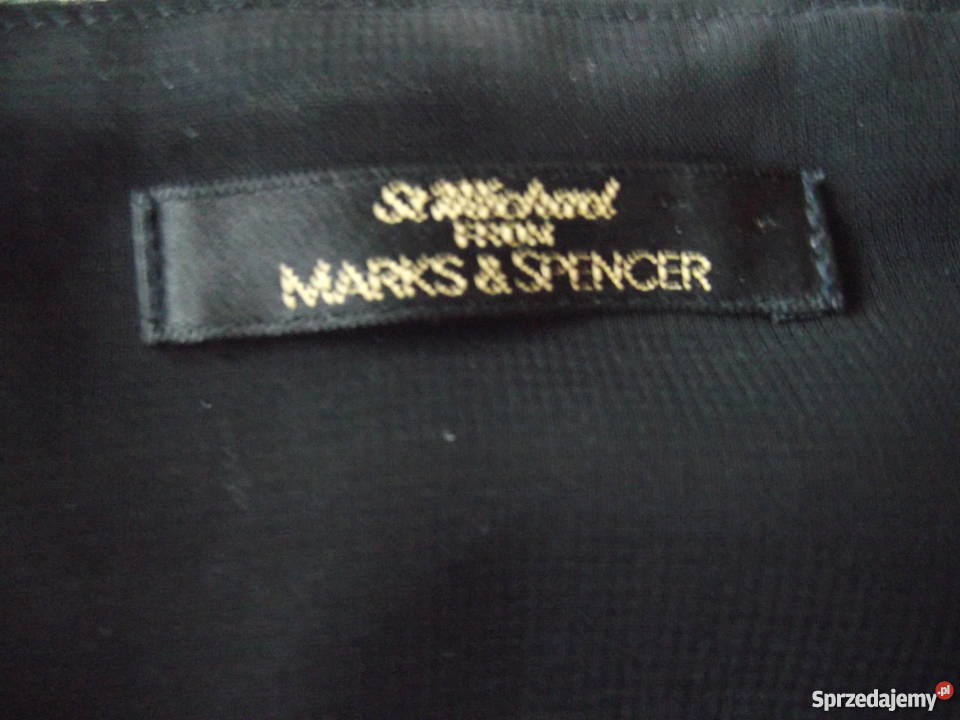 St Michael
FROM
MARKS & SPENCER
Sprzedajemy.pl